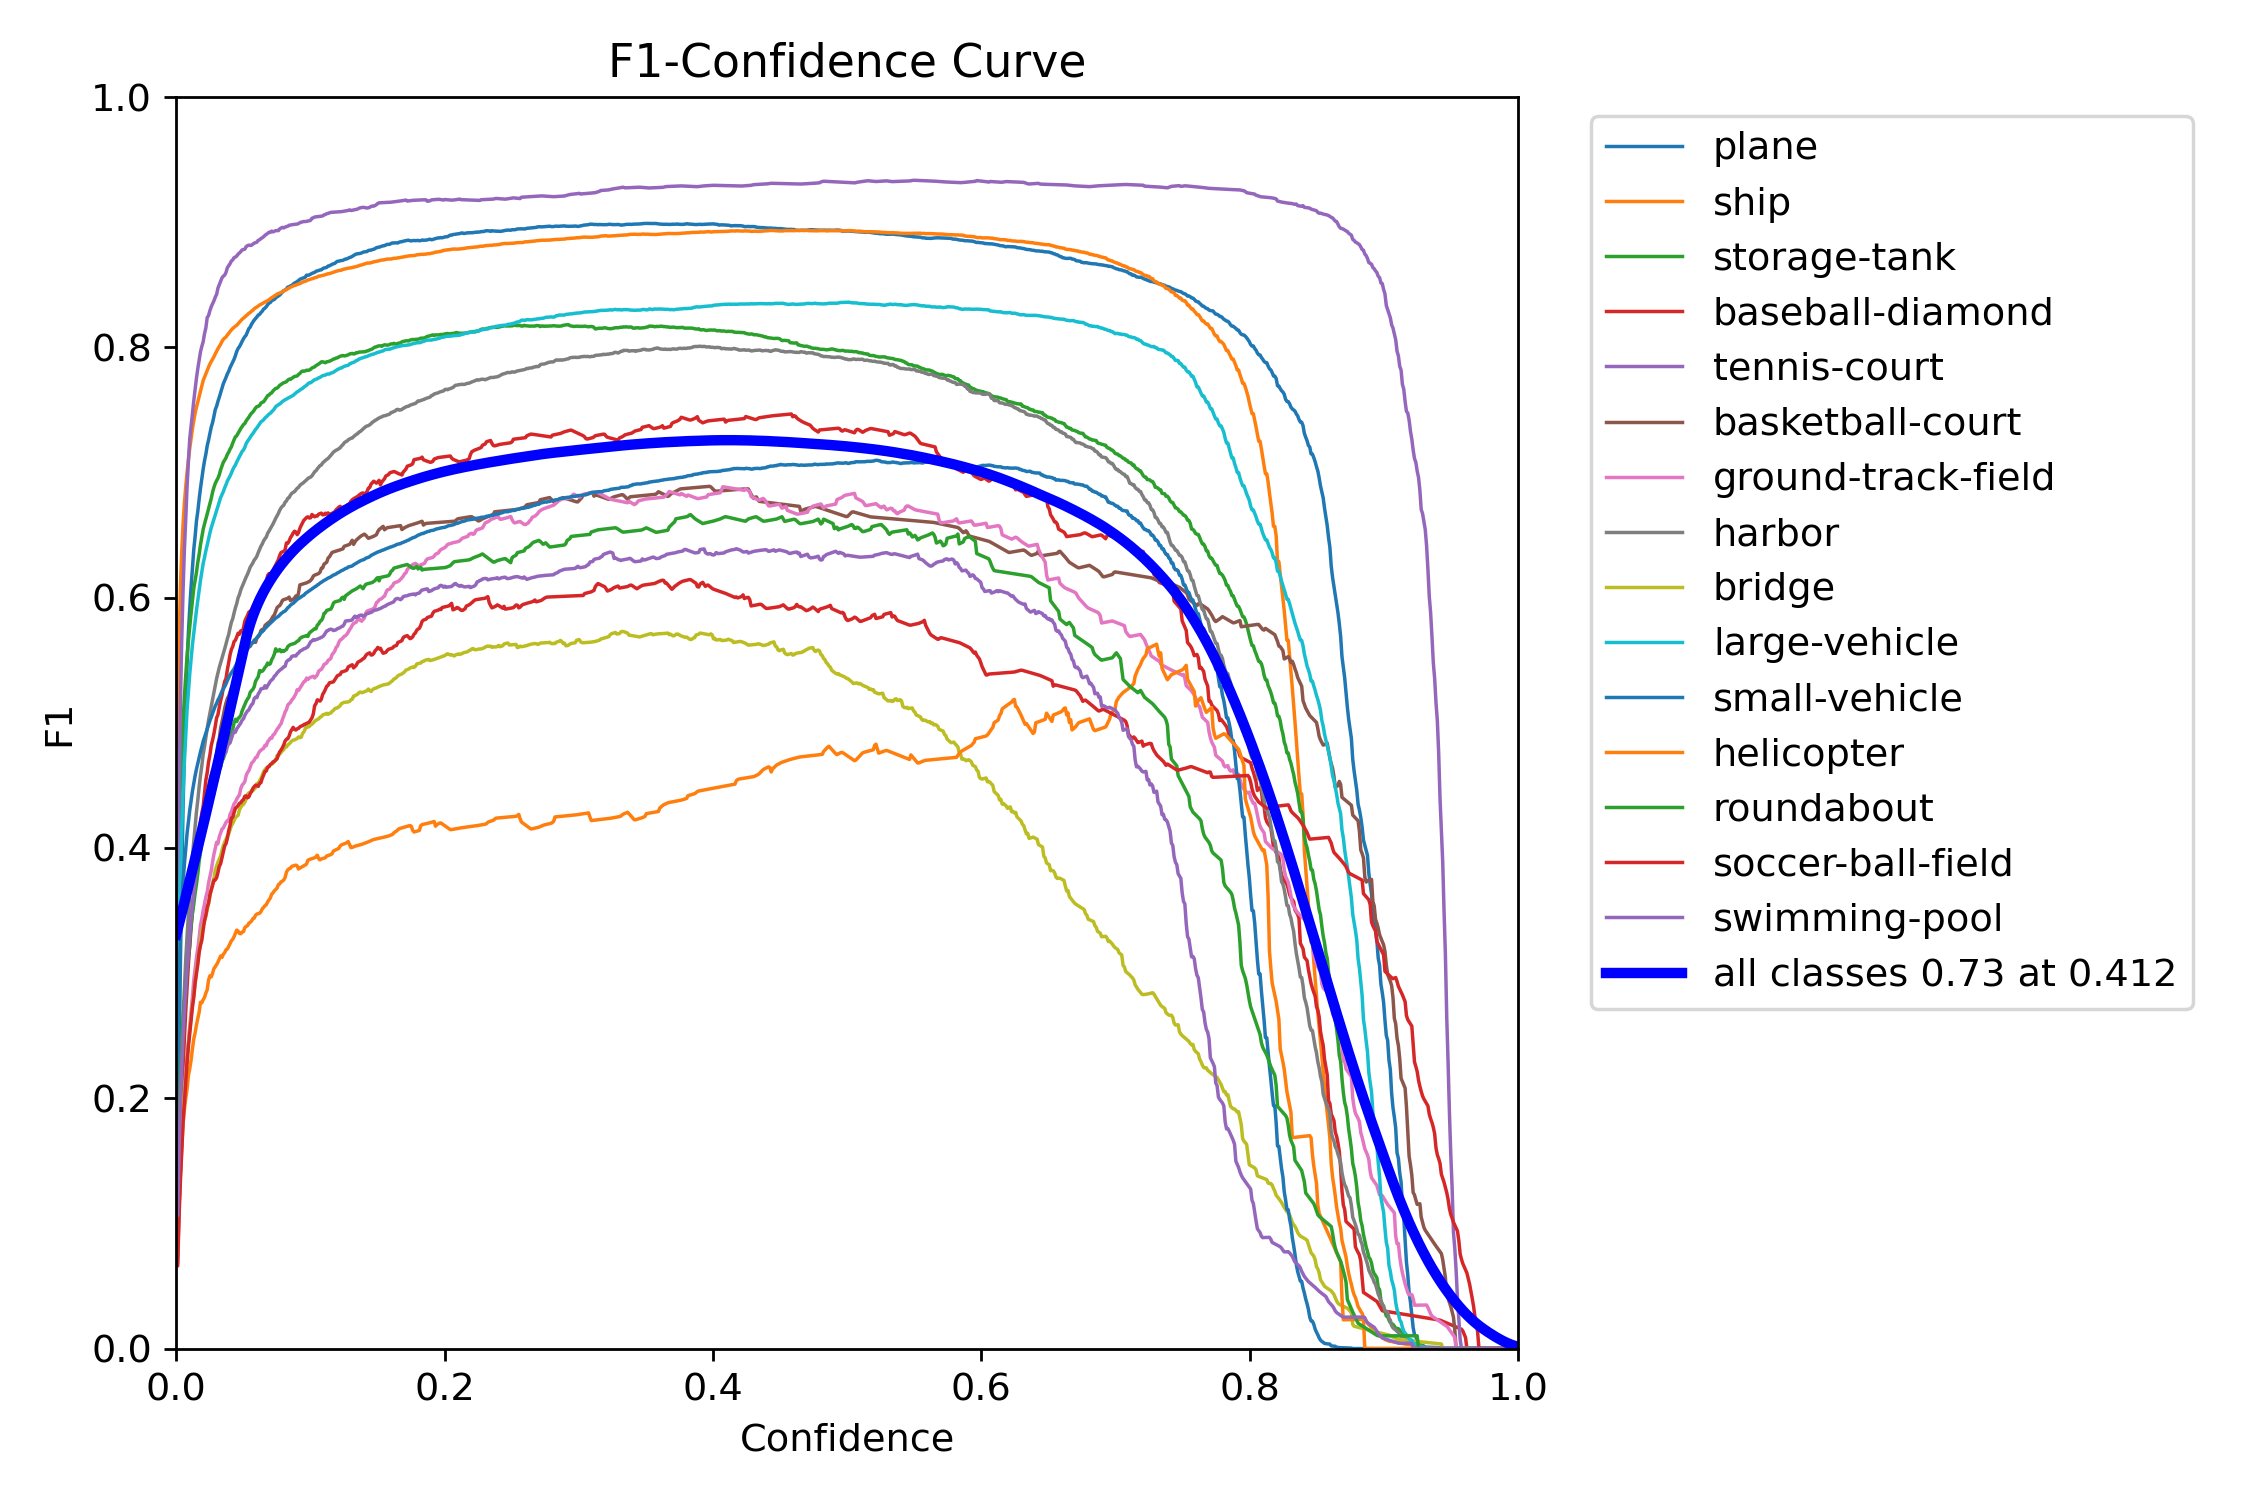 F1-Confidence Curve
1.0
0.8
0.6
0.4
0.2
0.0
F1
0.0 0.2 0.4 0.6 0.8 1.0
Confidence
plane
ship
storage-tank
baseball-diamond
tennis-court
basketball-court
ground-track-field
harbor
bridge
large-vehicle
small-vehicle
helicopter
roundabout
soccer-ball-field
swimming-pool
all classes 0.73 at 0.412